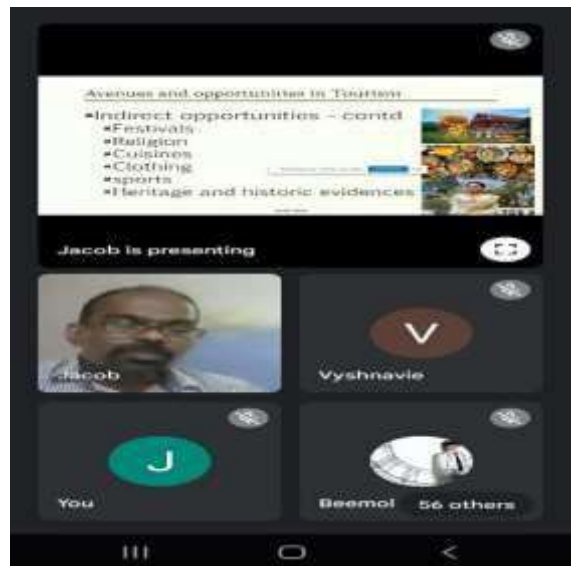 Avenues and opportunities in Tourism
▪Indirect opportunities - contd
▪Festivals
▪Religion
▪Cuisines
▪Clothing
▪sports
▪Heritage and historic evidences
Jacob is presenting
Jacob
V
Vyshnavie
J
You
Beemol
56 others